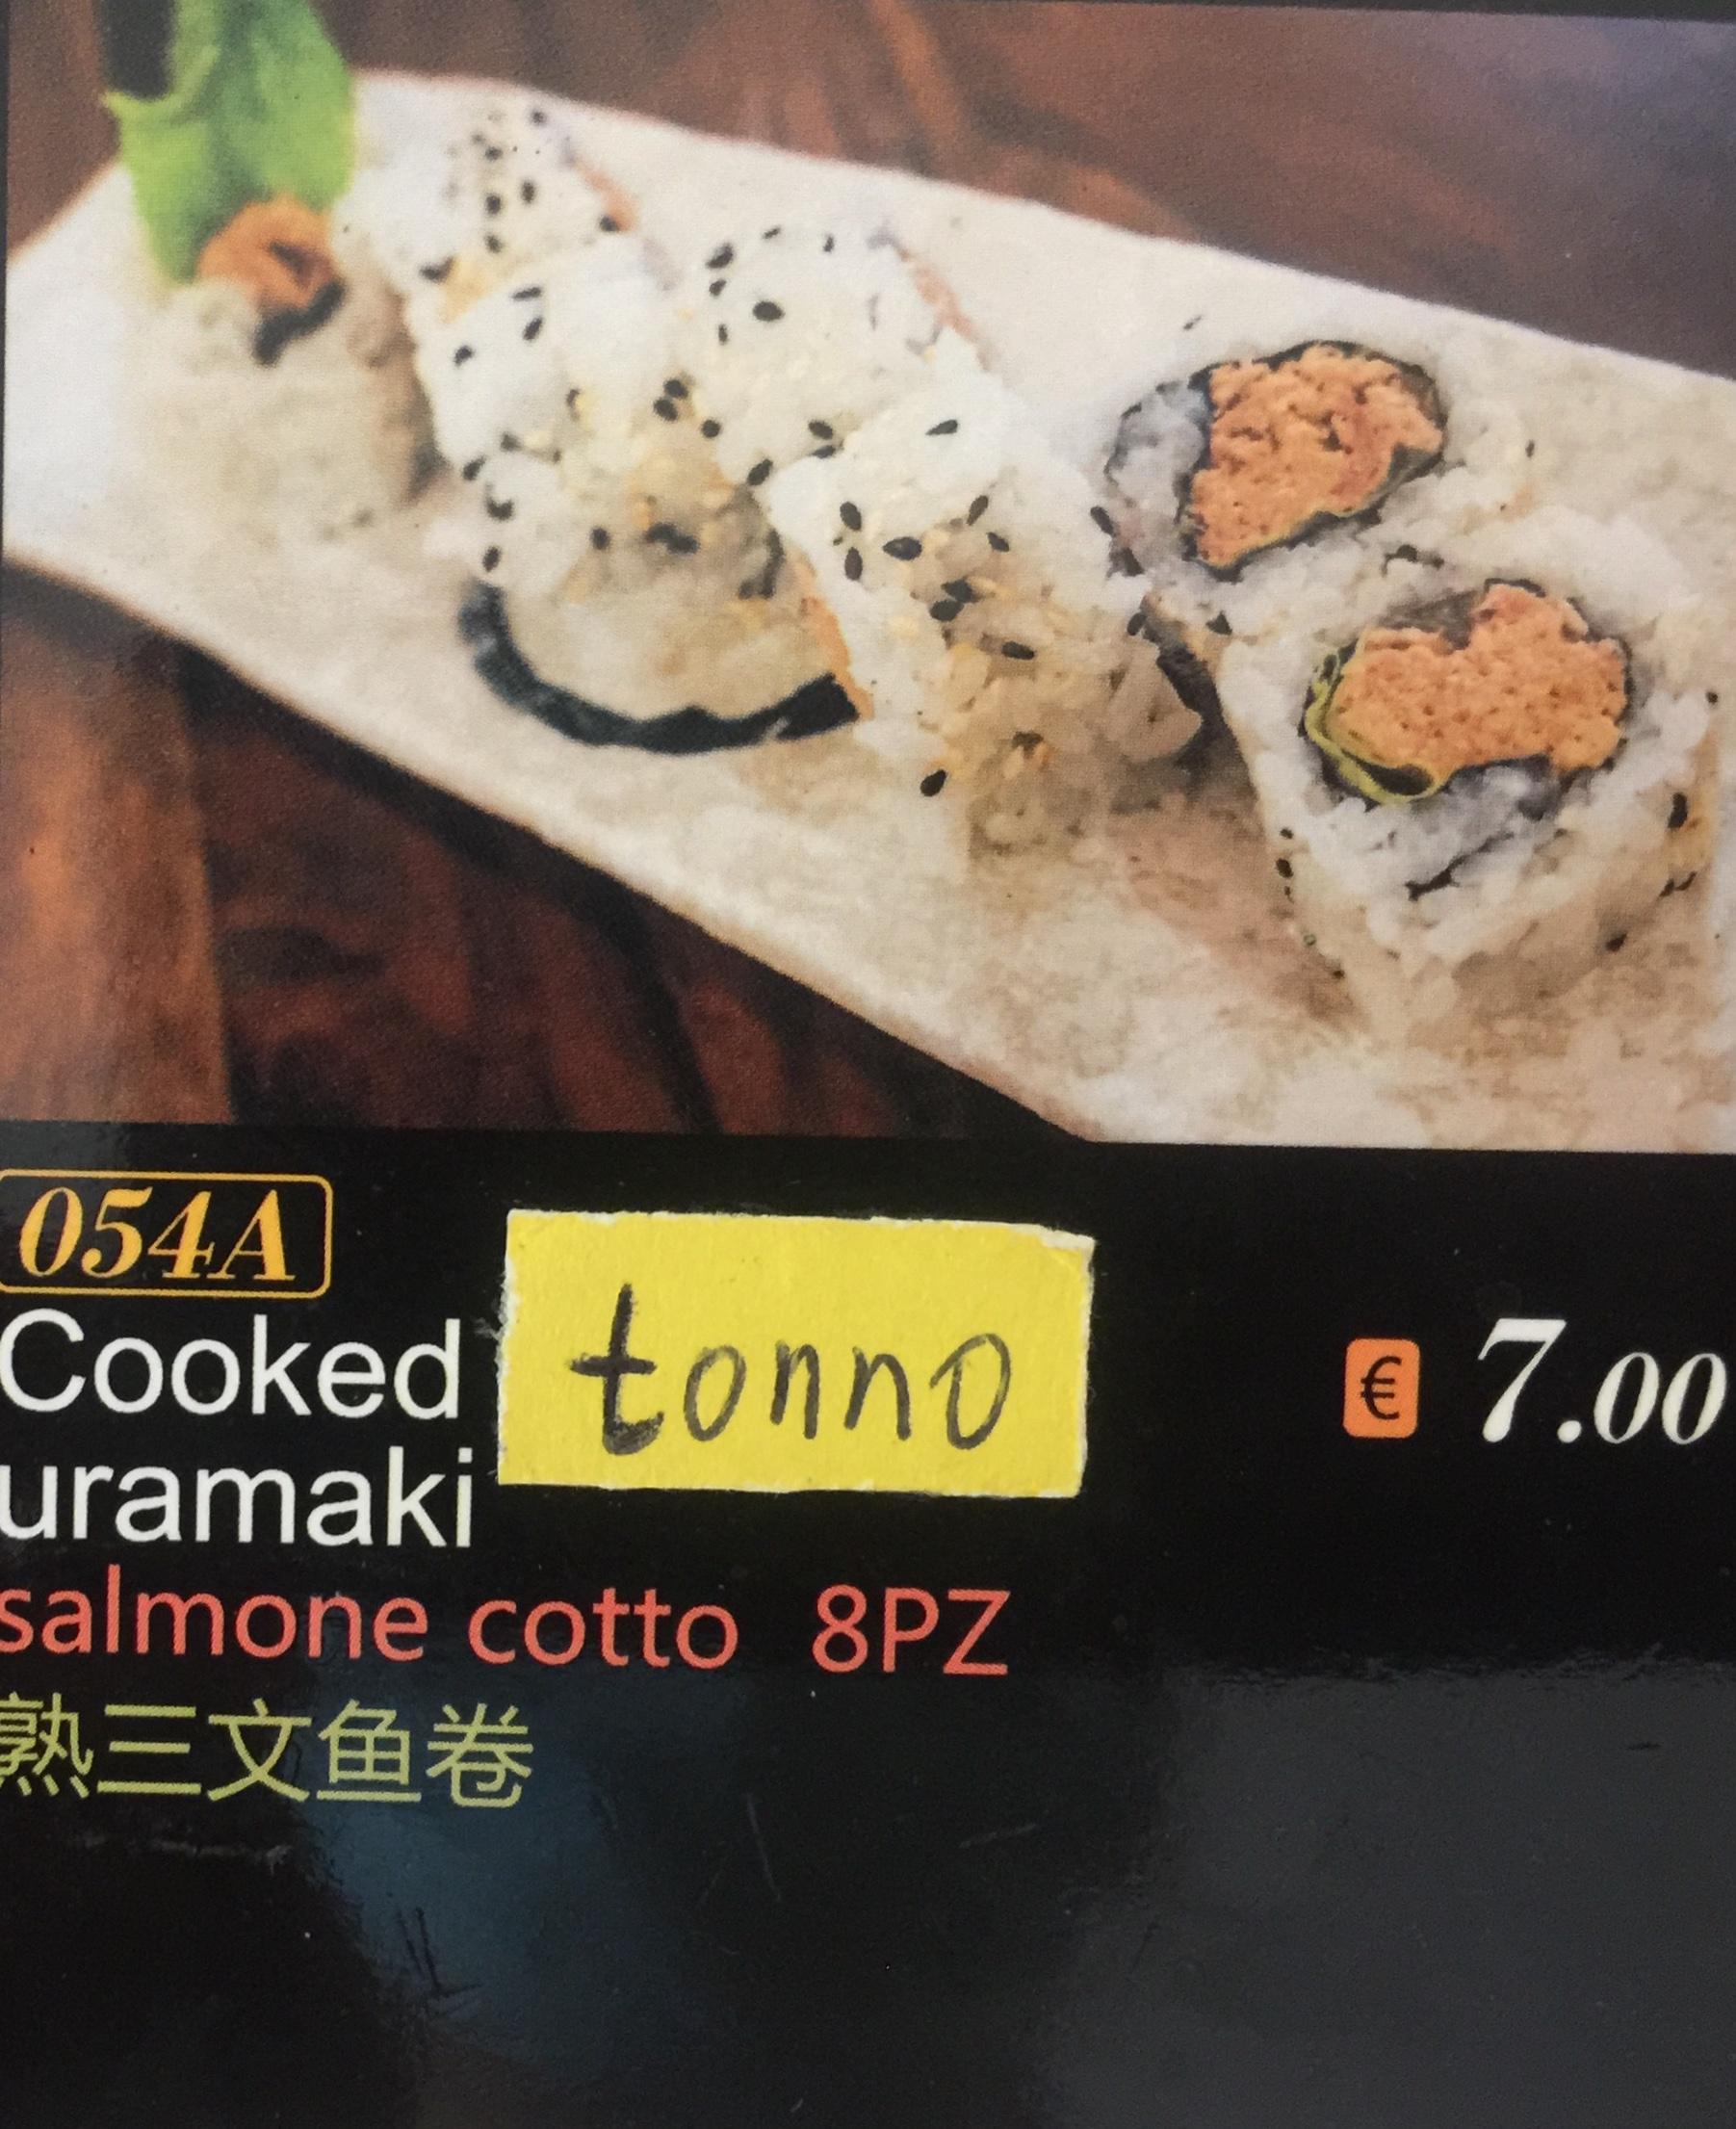 054A
Cooked tonno € 7.00
uramaki
salmone cotto 8PZ
熟三文鱼卷